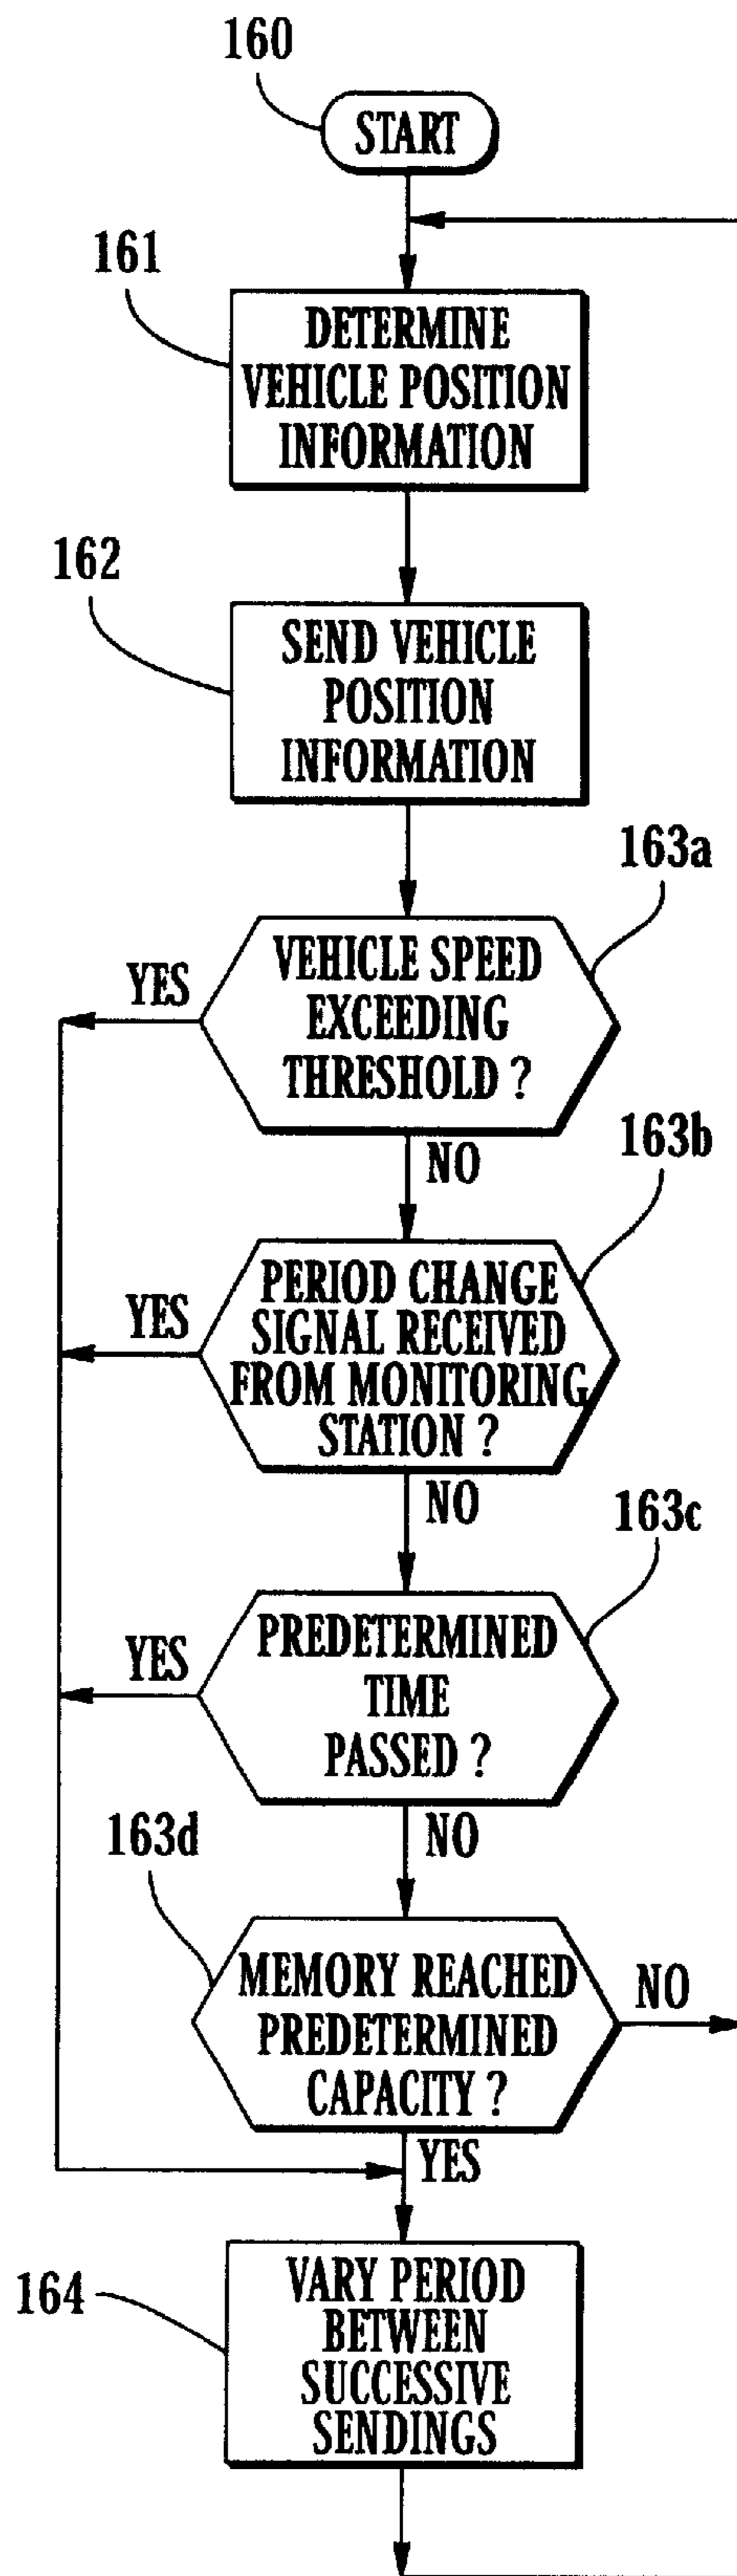 160
START
161
DETERMINE
VEHICLE POSITION
INFORMATION
162
SEND VEHICLE
POSITION
INFORMATION
163a
VEHICLE SPEED
EXCEEDING
THRESHOLD ?
YES
NO
163b
PERIOD CHANGE
SIGNAL RECEIVED
FROM MONITORING
STATION ?
YES
NO
163c
PREDETERMINED
TIME
PASSED ?
YES
NO
163d
MEMORY REACHED
PREDETERMINED
CAPACITY ?
NO
YES
164
VARY PERIOD
BETWEEN
SUCCESSIVE
SENDINGS